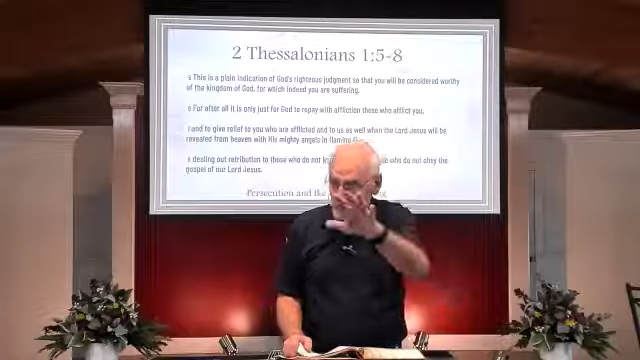 2 Thessalonians 1:5-8
5 This is a plain indication of God's righteous judgment so that you will be considered worthy
of the kingdom of God, for which indeed you are suffering.
6 For after all it is only just for God to repay with affliction those who afflict you,
7 and to give relief to you who are afflicted and to us as well when the Lord Jesus will be
revealed from heaven with His mighty angels in flaming
8 dealing out retribution to those who do not who do not obey the
gospel of our Lord Jesus.
Persecution and the